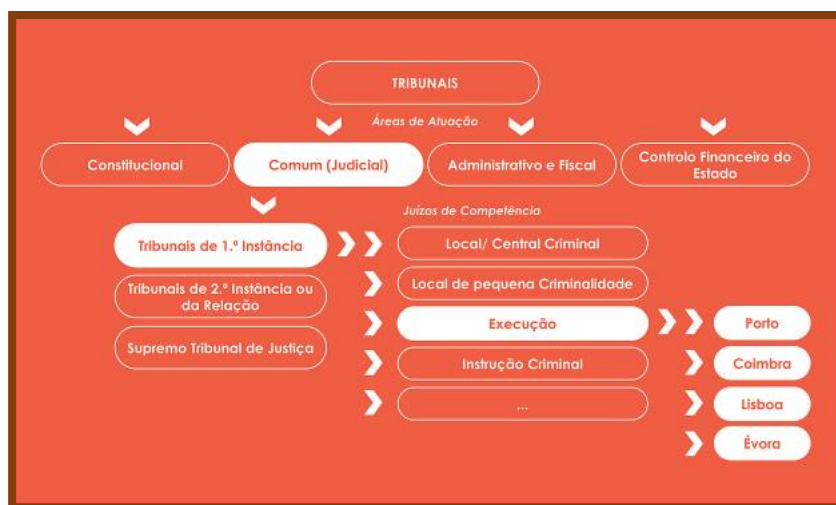 TRIBUNAIS
Áreas de Atuação
Constitucional
Comum (Judicial)
Administrativo e Fiscal
Controlo Financeiro do
Estado
Juízos de Competência
Tribunais de 1.ª Instância
Local/ Central Criminal
Tribunais de 2.ª Instância ou
da Relação
Local de pequena Criminalidade
Supremo Tribunal de Justiça
Execução
Porto
Instrução Criminal
Coimbra
...
Lisboa
Évora